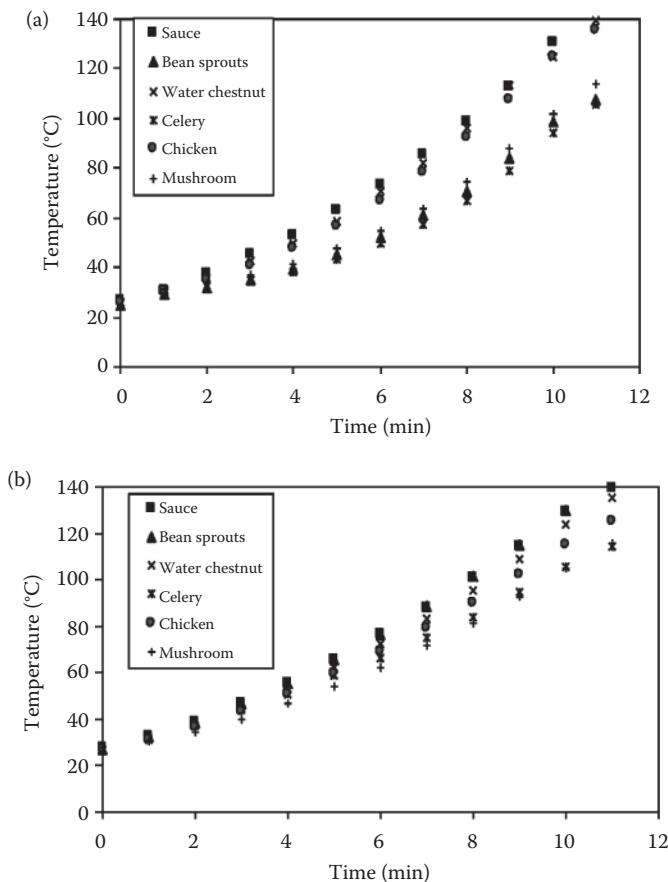 (a)
140
120
100
80
60
40
20
0
Temperature (°C)
Sauce
Bean sprouts
Water chestnut
Celery
Chicken
Mushroom
0 2 4 6 8 10 12
Time (min)
(b)
140
120
100
80
60
40
20
0
Temperature (°C)
Sauce
Bean sprouts
Water chestnut
Celery
Chicken
Mushroom
0 2 4 6 8 10 12
Time (min)